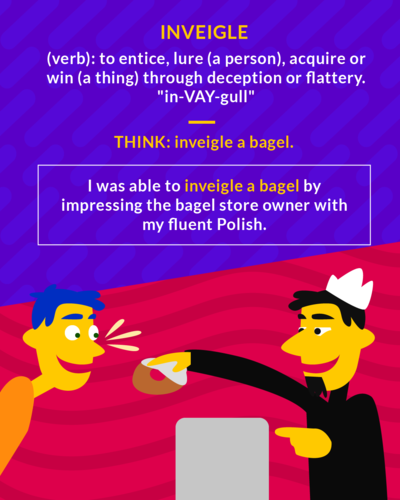 INVEIGLE
(verb): to entice, lure (a person), acquire or
win (a thing) through deception or flattery.
"in-VAY-gull"
THINK: inveigle a bagel.
I was able to inveigle a bagel by
impressing the bagel store owner with
my fluent Polish.